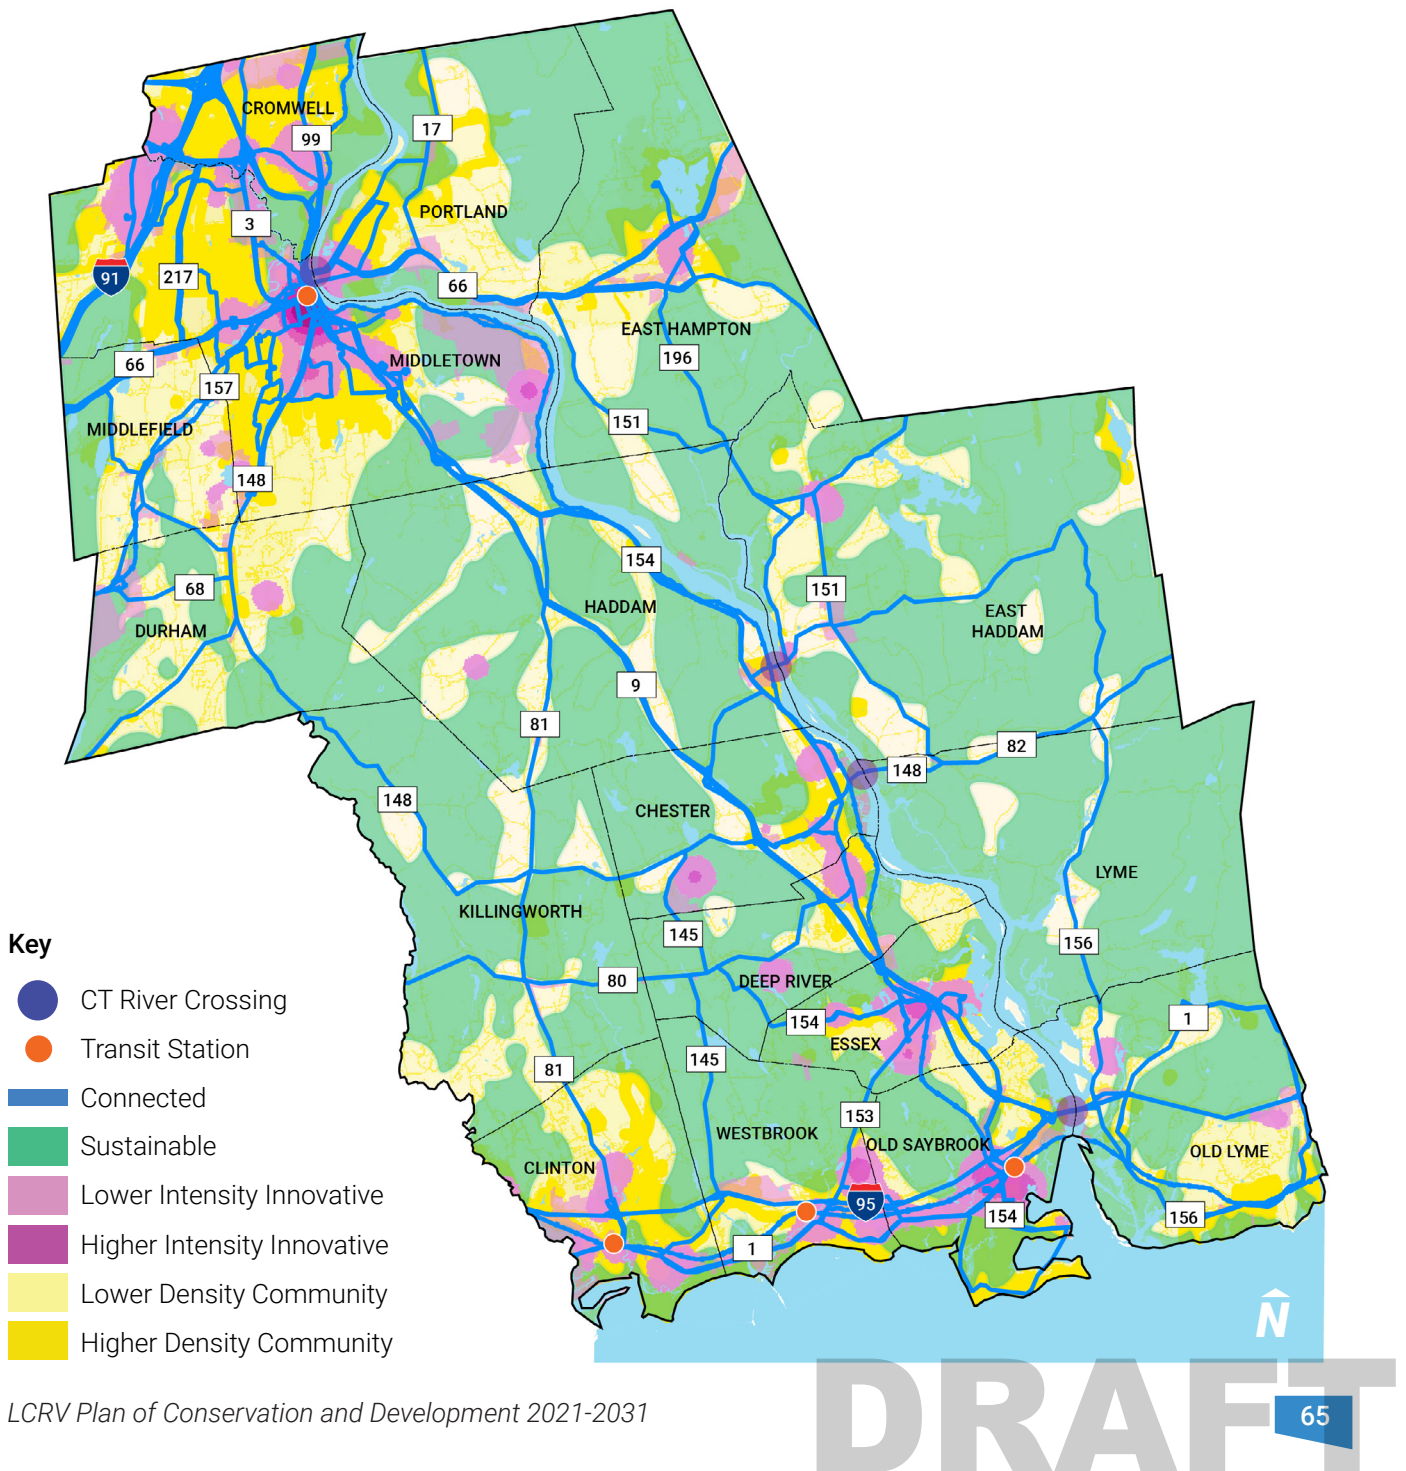 CROMWELL
99
17
PORTLAND
3
91
217
66
EAST HAMPTON
MIDDLETOWN
196
66
157
151
MIDDLEFIELD
148
154
68
151
HADDAM
EAST
HADDAM
DURHAM
9
81
82
148
148
CHESTER
LYME
KILLINGWORTH
145
156
80
DEEP RIVER
154
1
ESSEX
145
81
153
WESTBROOK
OLD SAYBROOK
OLD LYME
CLINTON
95
154
156
1
Key
CT River Crossing
Transit Station
Connected
Sustainable
Lower Intensity Innovative
Higher Intensity Innovative
Lower Density Community
Higher Density Community
N
DRAFT
LCRV Plan of Conservation and Development 2021-2031
65